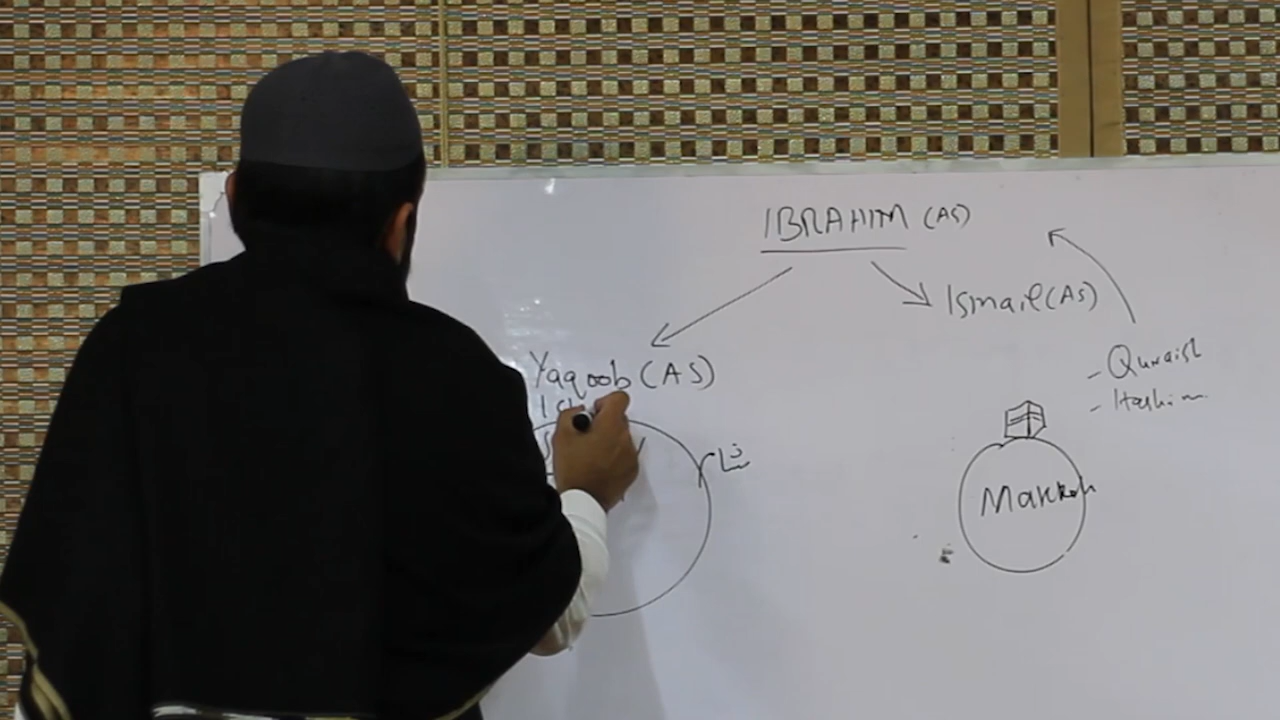 IBRAHIM (AS)
Ismail (AS)
Yaqoob (AS)
- Quraish
- Hashim
Makkah